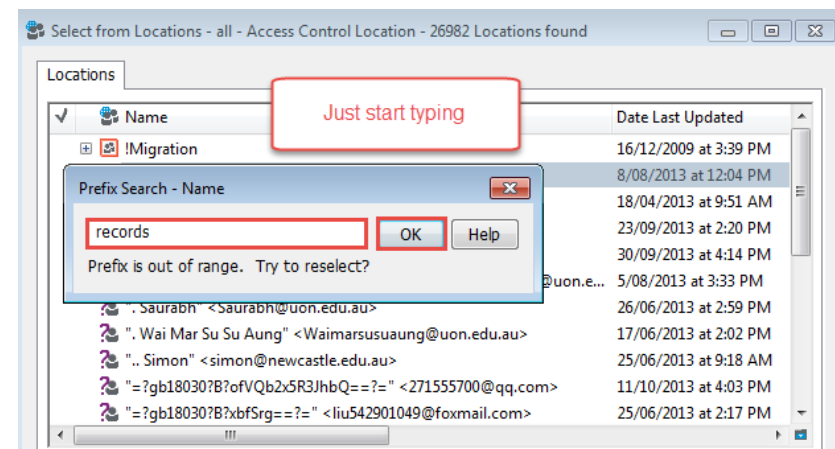 Select from Locations - all - Access Control Location - 26982 Locations found
Locations
Just start typing
Name
Date Last Updated
!Migration
16/12/2009 at 3:39 PM
8/08/2013 at 12:04 PM
Prefix Search - Name
18/04/2013 at 9:51 AM
records
OK
Help
23/09/2013 at 2:20 PM
30/09/2013 at 4:14 PM
Prefix is out of range. Try to reselect?
@uon.e...
5/08/2013 at 3:33 PM
". Saurabh" <Saurabh@uon.edu.au>
26/06/2013 at 2:59 PM
". Wai Mar Su Su Aung" <Waimarsusuaung@uon.edu.au>
17/06/2013 at 2:02 PM
".. Simon" <simon@newcastle.edu.au>
25/06/2013 at 9:18 AM
"=?gb18030?B?ofVQb2x5R3JhbQ==?=" <271555700@qq.com>
11/10/2013 at 4:03 PM
"=?gb18030?B?xbfSrg==?=" <liu542901049@foxmail.com>
25/06/2013 at 2:17 PM